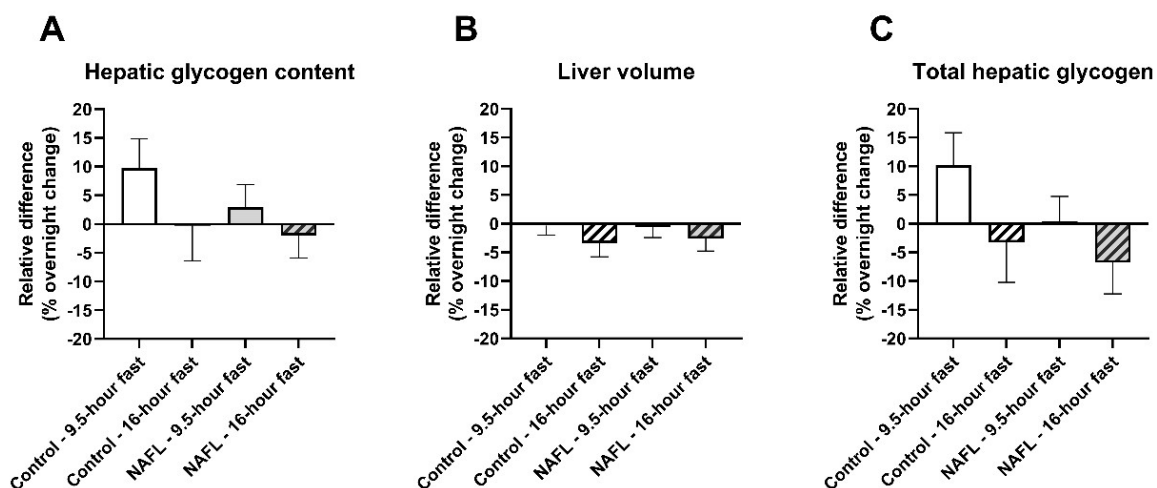 A
Hepatic glycogen content
Relative difference
(% overnight change)
20
15
10
5
0
-5
-10
-15
-20
Control - 9.5-hour fast
Control - 16-hour fast
NAFL - 9.5-hour fast
NAFL - 16-hour fast
B
Liver volume
Relative difference
(% overnight change)
20
15
10
5
0
-5
-10
-15
-20
Control - 9.5-hour fast
Control - 16-hour fast
NAFL - 9.5-hour fast
NAFL - 16-hour fast
C
Total hepatic glycogen
Relative difference
(% overnight change)
20
15
10
5
0
-5
-10
-15
-20
Control - 9.5-hour fast
Control - 16-hour fast
NAFL - 9.5-hour fast
NAFL - 16-hour fast